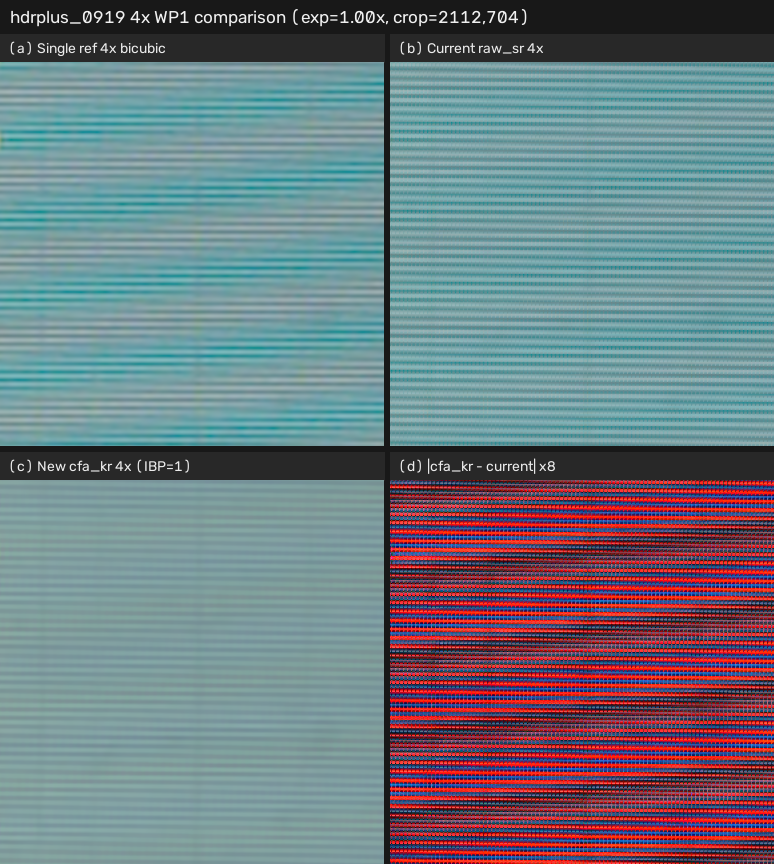 hdrplus_0919 4x WP1 comparison (exp=1.00x, crop=2112,704)
(a) Single ref 4x bicubic
(b) Current raw_sr 4x
(c) New cfa_kr 4x (IBP=1)
(d) |cfa_kr - current| x8